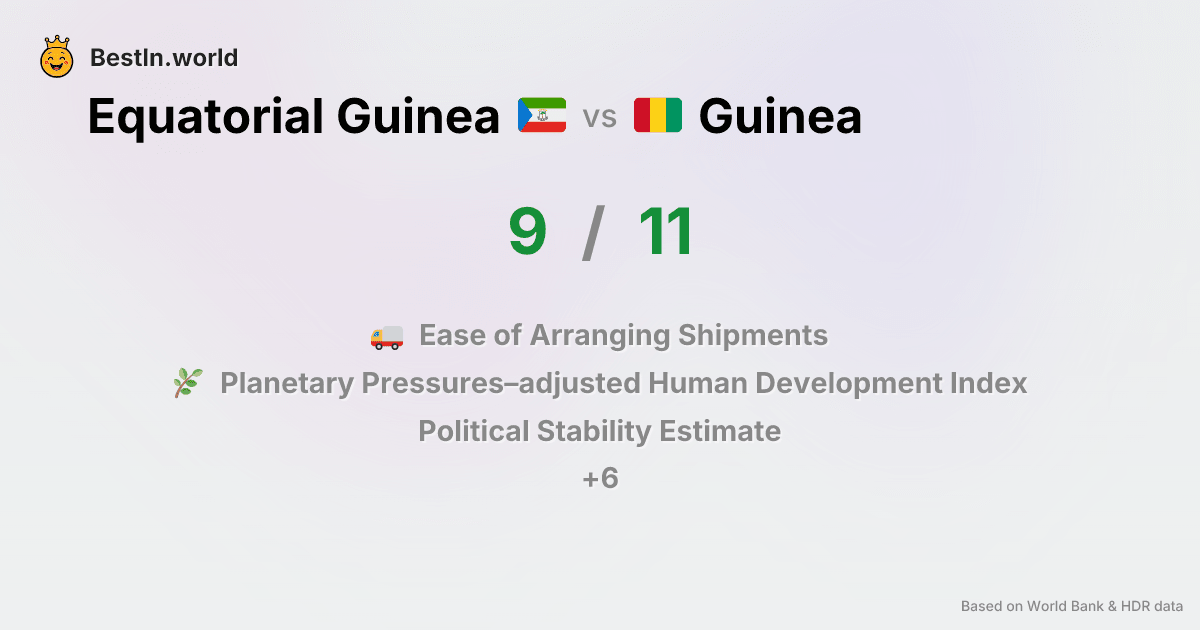 BestIn.world
Equatorial Guinea vs Guinea
9 / 11
Ease of Arranging Shipments
Planetary Pressures–adjusted Human Development Index
Political Stability Estimate
+6
Based on World Bank & HDR data